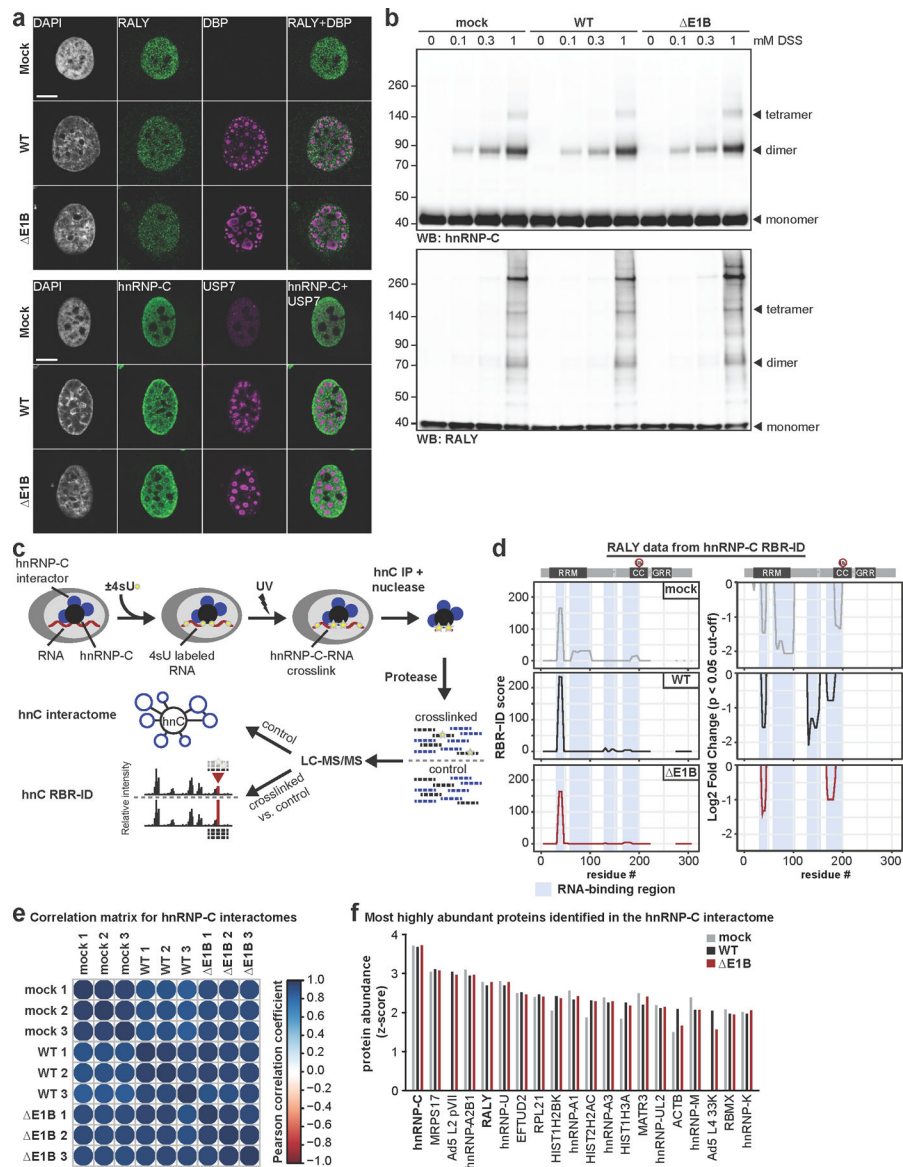 a
DAPI RALY DBP RALY+DBP
Mock
WT
ΔE1B
DAPI hnRNP-C USP7 hnRNP-C+
USP7
Mock
WT
ΔE1B
b
mock WT ΔE1B
0 0.1 0.3 1 0 0.1 0.3 1 0 0.1 0.3 1 mM DSS
260
140
90
70
50
40
tetramer
dimer
monomer
WB: hnRNP-C
260
140
90
70
50
40
tetramer
dimer
monomer
WB: RALY
c
hnRNP-C
interactor
±4sU
UV
hnC IP +
nuclease
RNA
hnRNP-C
4sU labeled
RNA
hnRNP-C-RNA
crosslink
Protease
hnC interactome
hnC
control
crosslinked
LC-MS/MS
control
hnC RBR-ID
crosslinked
vs. control
Relative intensity
d
RALY data from hnRNP-C RBR-ID
RRM CC GRR RRM CC GRR
mock
WT
ΔE1B
RBR-ID score
200
100
0
200
100
0
200
100
0
Log2 Fold Change (p < 0.05 cut-off)
0
-1
-2
0
-1
-2
0
-1
-2
0 100 200 300 0 100 200 300
residue # residue #
RNA-binding region
e Correlation matrix for hnRNP-C interactomes
mock 1 mock 2 mock 3 WT 1 WT 2 WT 3 ΔE1B 1 ΔE1B 2 ΔE1B 3
mock 1
mock 2
mock 3
WT 1
WT 2
WT 3
ΔE1B 1
ΔE1B 2
ΔE1B 3
1.0
0.8
0.6
0.4
0.2
0.0
−0.2
−0.4
−0.6
−0.8
−1.0
Pearson correlation coefficient
f Most highly abundant proteins identified in the hnRNP-C interactome
mock
WT
ΔE1B
protein abundance
(z-score)
4
3
2
1
0
hnRNP-C
MRPS17
Ad5 L2 pVII
hnRNP-A2B1
RALY
hnRNP-U
EFTUD2
RPL21
HIST1H2BK
hnRNP-A1
HIST2H2AC
hnRNP-A3
HIST1H3A
MATR3
hnRNP-UL2
ACTB
hnRNP-M
Ad5 L4 33K
RBMX
hnRNP-K